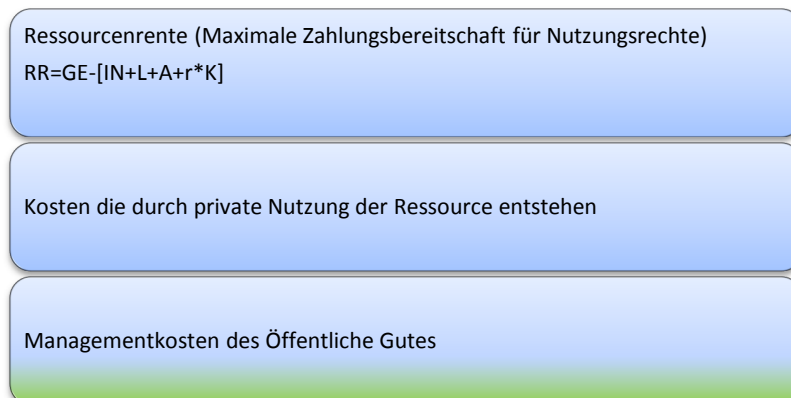 Ressourcenrente (Maximale Zahlungsbereitschaft für Nutzungsrechte)
RR=GE-[IN+L+A+r*K]
Kosten die durch private Nutzung der Ressource entstehen
Managementkosten des Öffentliche Gutes